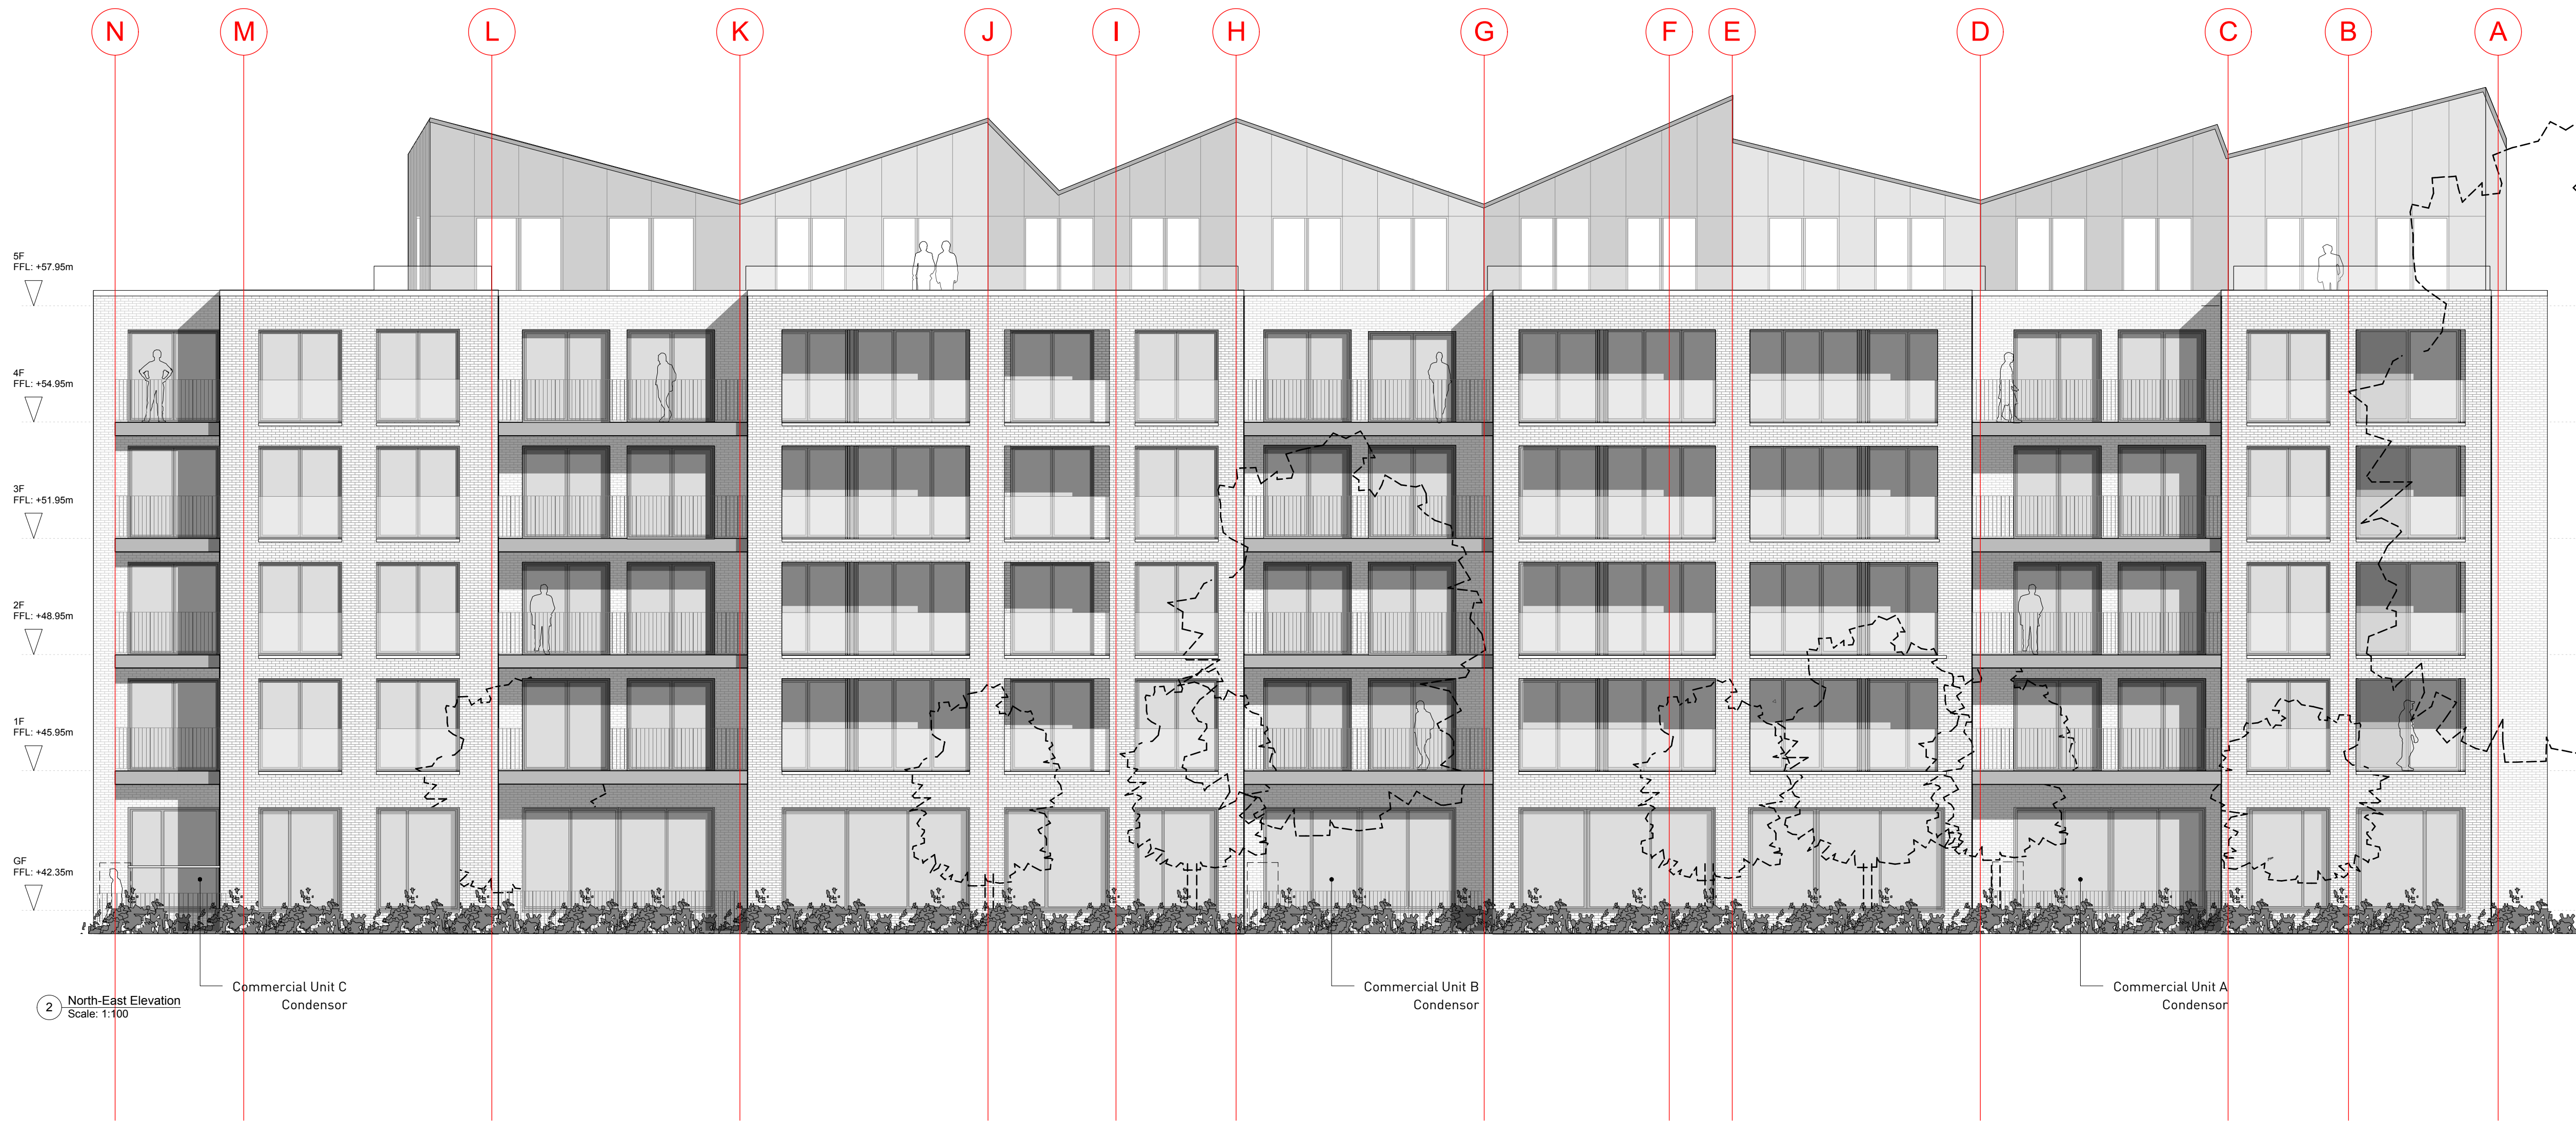 N M L K J I H G F E D C B A
5F
FFL: +57.95m
4F
FFL: +54.95m
3F
FFL: +51.95m
2F
FFL: +48.95m
1F
FFL: +45.95m
GF
FFL: +42.35m
Commercial Unit C
Condensor
Commercial Unit B
Condensor
Commercial Unit A
Condensor
2
North-East Elevation
Scale: 1:100